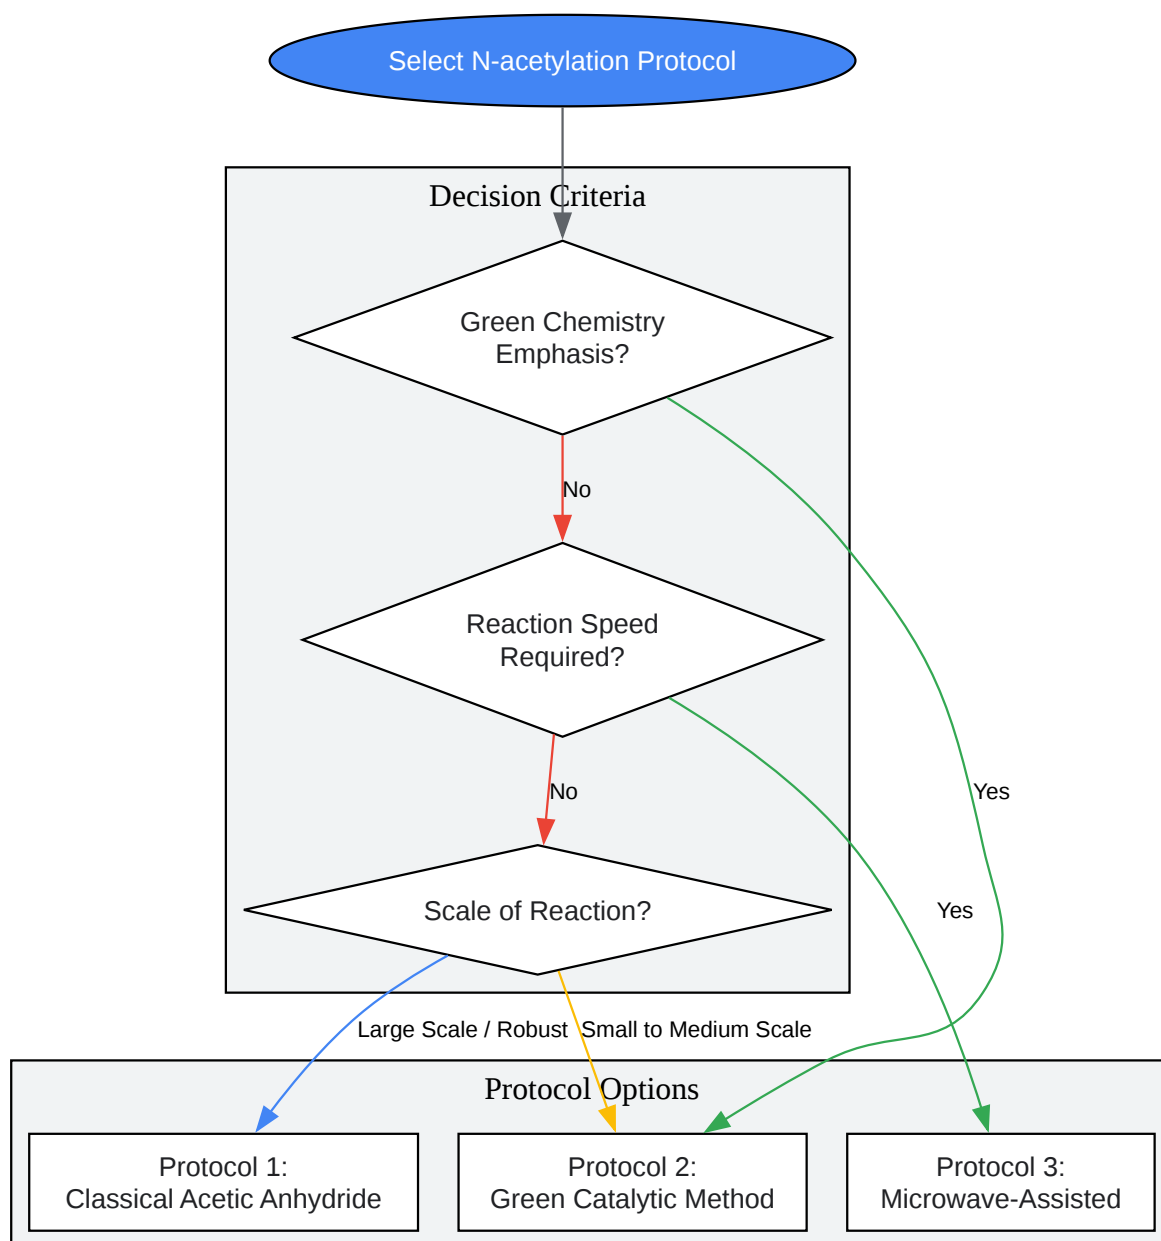 Select N-acetylation Protocol
Decision Criteria
Green Chemistry
Emphasis?
No
Reaction Speed
Required?
No
Yes
Scale of Reaction?
Yes
Large Scale / Robust
Small to Medium Scale
Protocol Options
Protocol 1:
Classical Acetic Anhydride
Protocol 2:
Green Catalytic Method
Protocol 3:
Microwave-Assisted